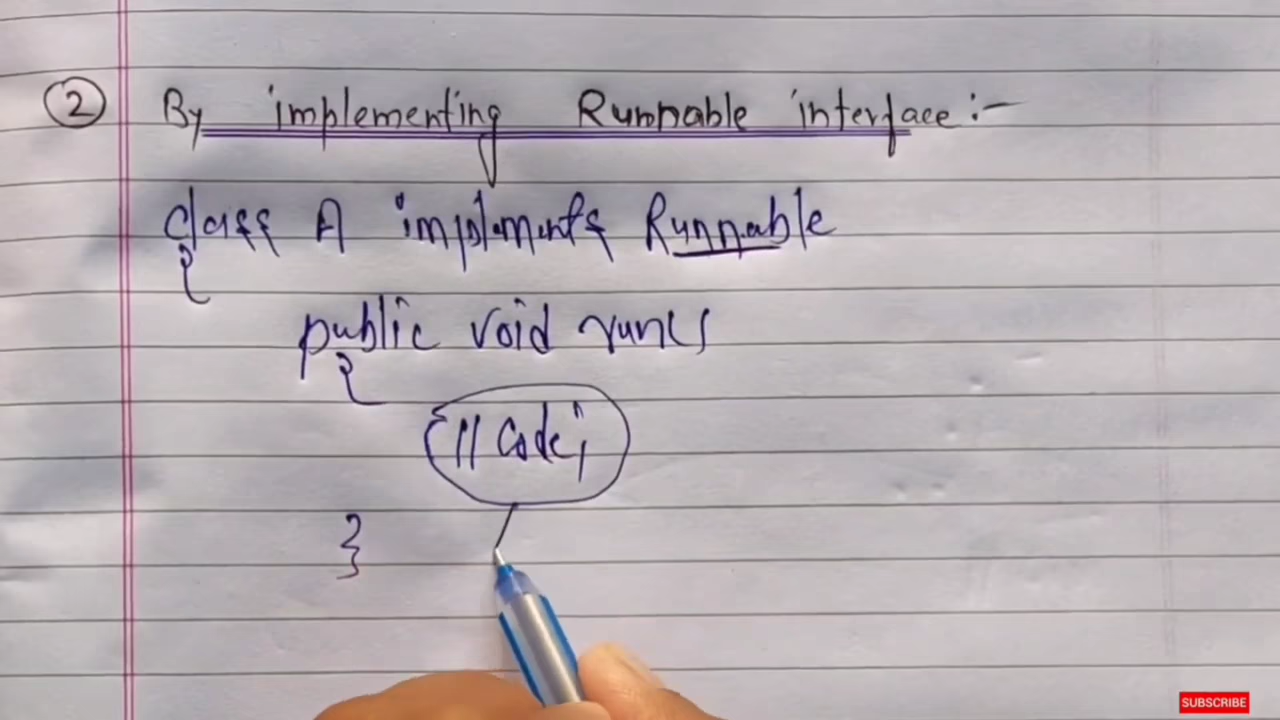 2 By implementing Runnable interface :-
class A implements Runnable
{
public void run()
{
// Code;
}
SUBSCRIBE